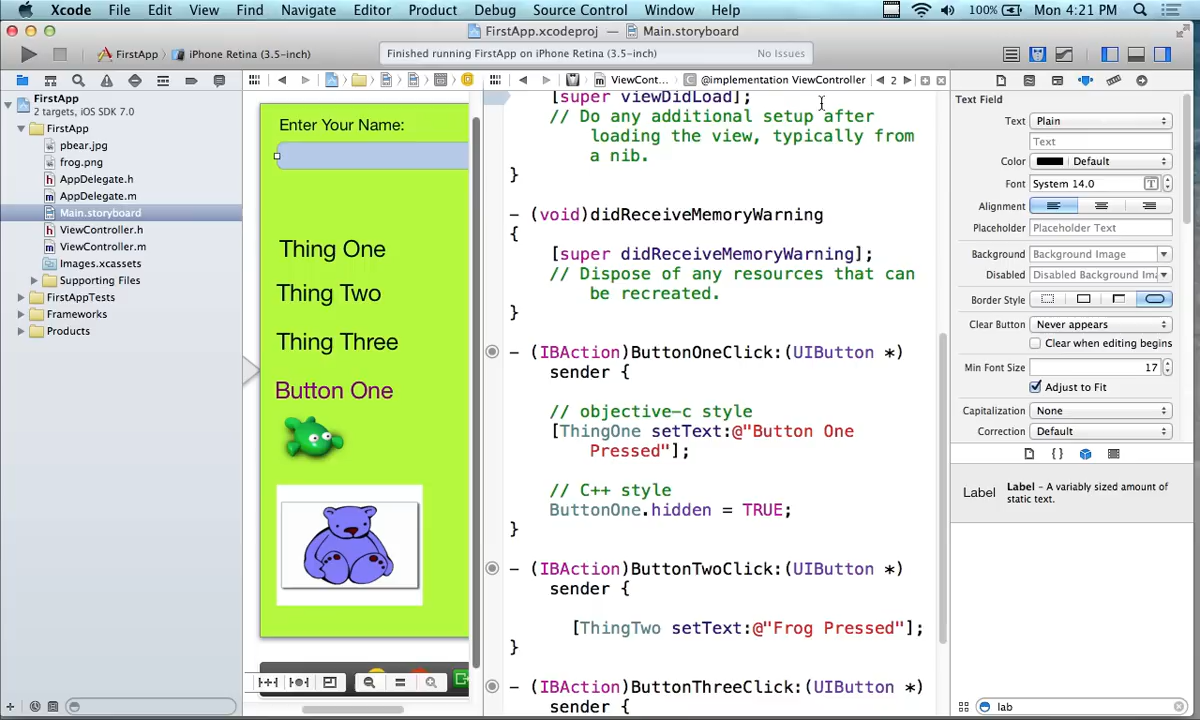 Xcode File Edit View Find Navigate Editor Product Debug Source Control Window Help 100% Mon 4:21 PM
FirstApp.xcodeproj — Main.storyboard
FirstApp iPhone Retina (3.5-inch) Finished running FirstApp on iPhone Retina (3.5-inch) No Issues
ViewCont... @implementation ViewController 2
FirstApp
2 targets, iOS SDK 7.0
FirstApp
pbear.jpg
frog.png
AppDelegate.h
AppDelegate.m
Main.storyboard
ViewController.h
ViewController.m
Images.xcassets
Supporting Files
FirstAppTests
Frameworks
Products
Enter Your Name:
Thing One
Thing Two
Thing Three
Button One
[super viewDidLoad];
// Do any additional setup after
loading the view, typically from
a nib.
}
- (void)didReceiveMemoryWarning
{
[super didReceiveMemoryWarning];
// Dispose of any resources that can
be recreated.
}
- (IBAction)ButtonOneClick:(UIButton *)
sender {
// objective-c style
[ThingOne setText:@"Button One
Pressed"];
// C++ style
ButtonOne.hidden = TRUE;
}
- (IBAction)ButtonTwoClick:(UIButton *)
sender {
[ThingTwo setText:@"Frog Pressed"];
}
- (IBAction)ButtonThreeClick:(UIButton *)
sender {
Text Field
Text Plain
Text
Color Default
Font System 14.0
Alignment
Placeholder Placeholder Text
Background Background Image
Disabled Disabled Background Ima
Border Style
Clear Button Never appears
Clear when editing begins
Min Font Size 17
Adjust to Fit
Capitalization None
Correction Default
Label Label – A variably sized amount of
static text.
lab